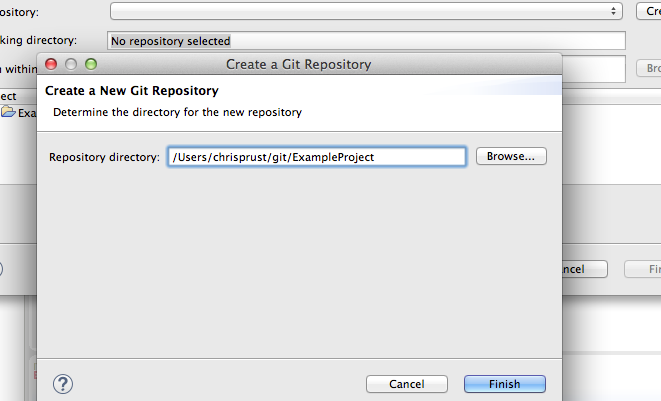 ository:
Cre
king directory:
No repository selected
n within
Bro
ect
Exa
Create a Git Repository
Create a New Git Repository
Determine the directory for the new repository
Repository directory:
/Users/chrisprust/git/ExampleProject
Browse...
ncel
Fi
?
Cancel
Finish